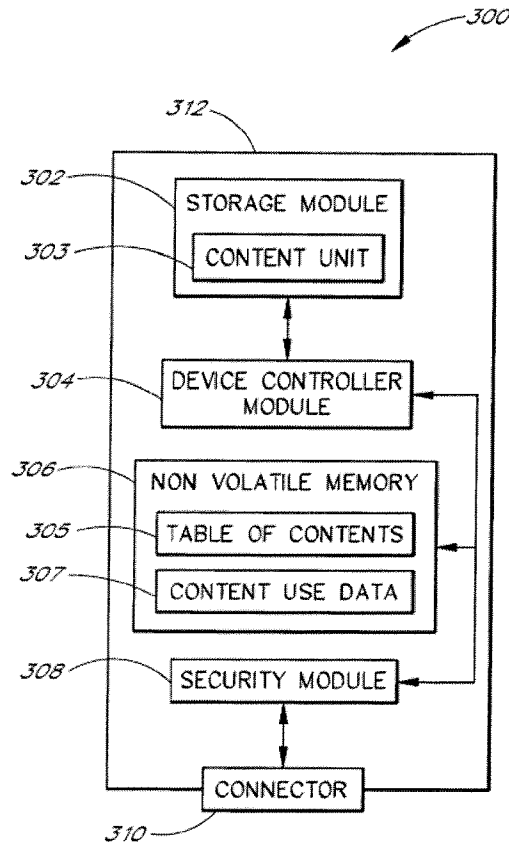 300
312
302
STORAGE MODULE
303
CONTENT UNIT
304
DEVICE CONTROLLER
MODULE
306
NON VOLATILE MEMORY
305
TABLE OF CONTENTS
307
CONTENT USE DATA
308
SECURITY MODULE
CONNECTOR
310